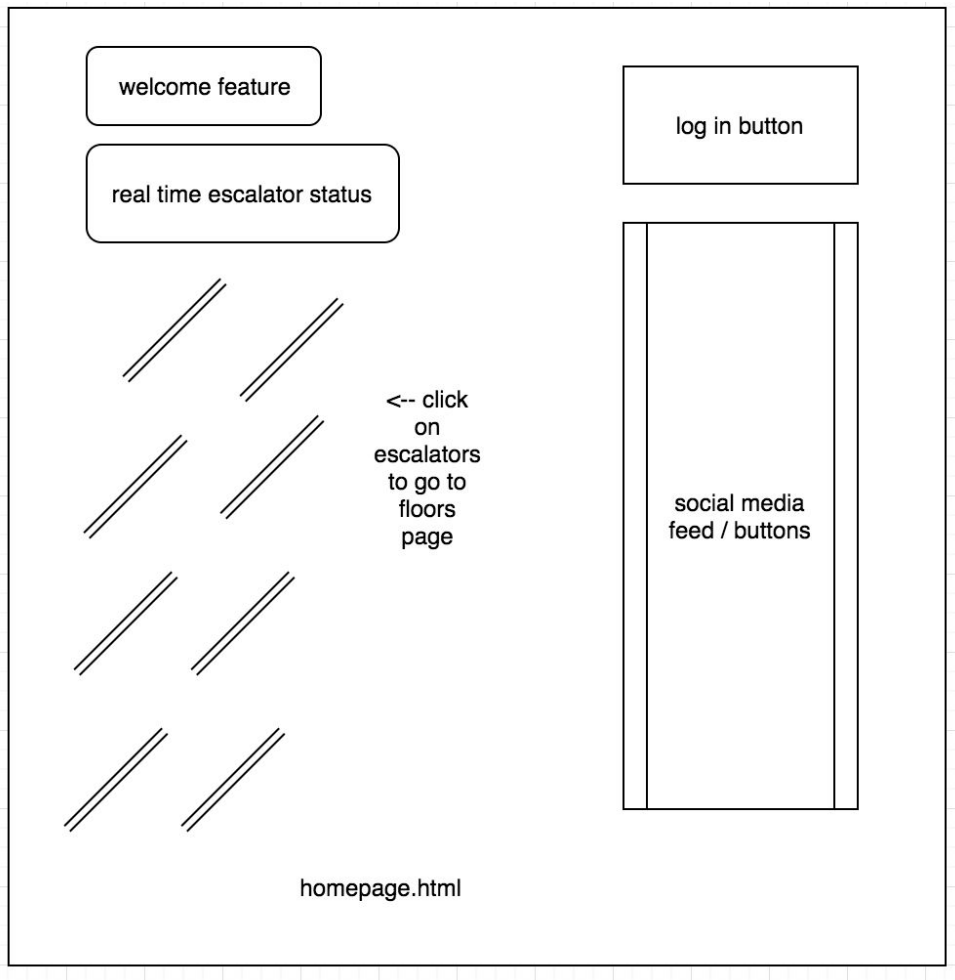 welcome feature
log in button
real time escalator status
<-- click
on
escalators
to go to
floors
page
social media
feed / buttons
homepage.html